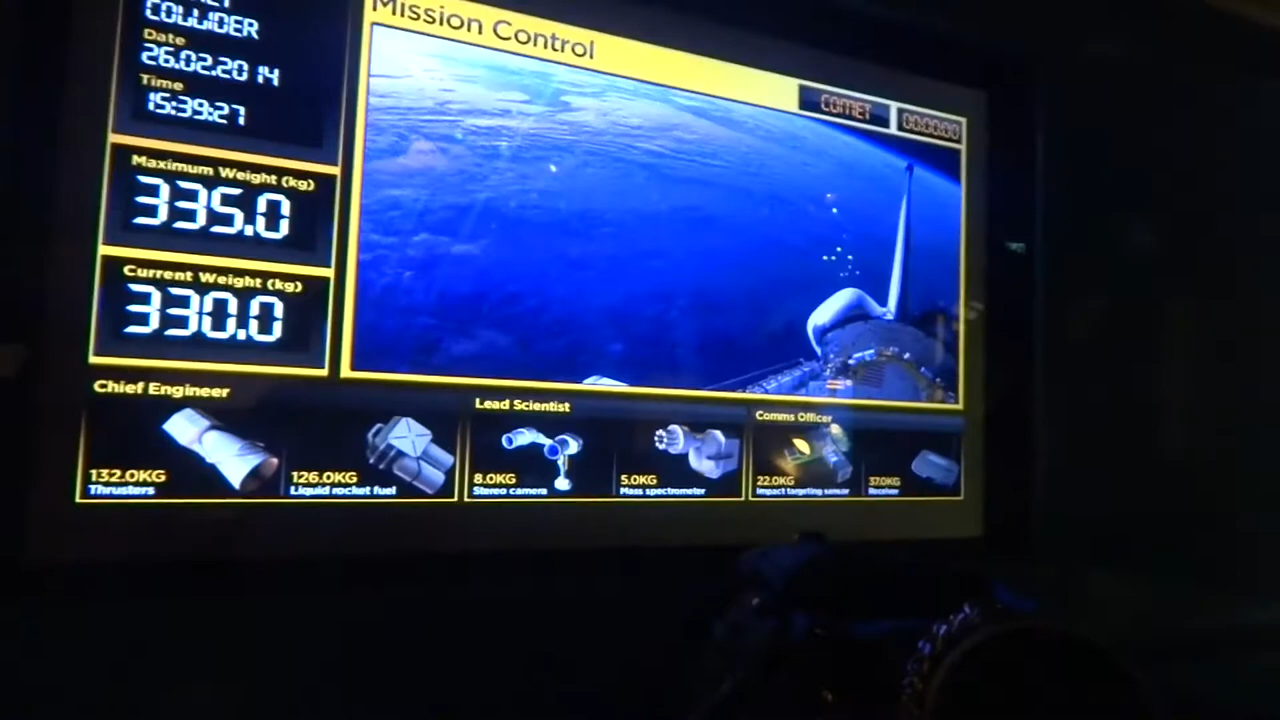 COLLIDER
Date
26.02.2014
Time
15:39:27
Maximum Weight (kg)
335.0
Current Weight (kg)
330.0
Mission Control
COMET
00:00:00
Chief Engineer
132.0KG
Thrusters
126.0KG
Liquid rocket fuel
Lead Scientist
8.0KG
Stereo camera
5.0KG
Mass spectrometer
Comms Officer
22.0KG
Impact targeting sensor
37.0KG
Receiver